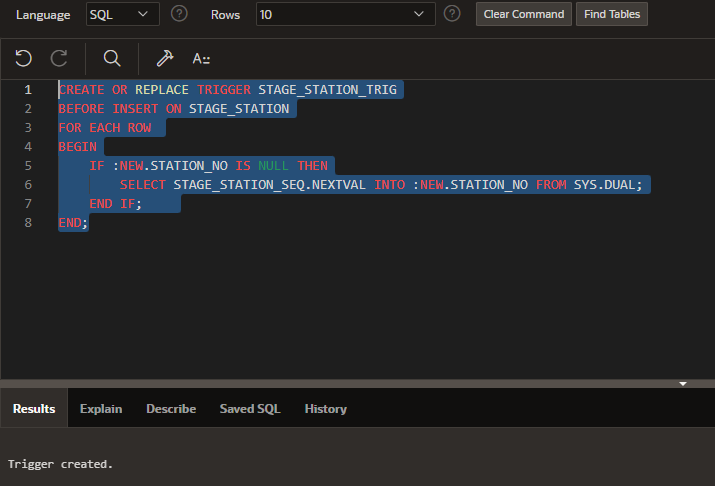 Language SQL Rows 10 Clear Command Find Tables
A::
1 CREATE OR REPLACE TRIGGER STAGE_STATION_TRIG
2 BEFORE INSERT ON STAGE_STATION
3 FOR EACH ROW
4 BEGIN
5     IF :NEW.STATION_NO IS NULL THEN
6         SELECT STAGE_STATION_SEQ.NEXTVAL INTO :NEW.STATION_NO FROM SYS.DUAL;
7     END IF;
8 END;
Results Explain Describe Saved SQL History
Trigger created.